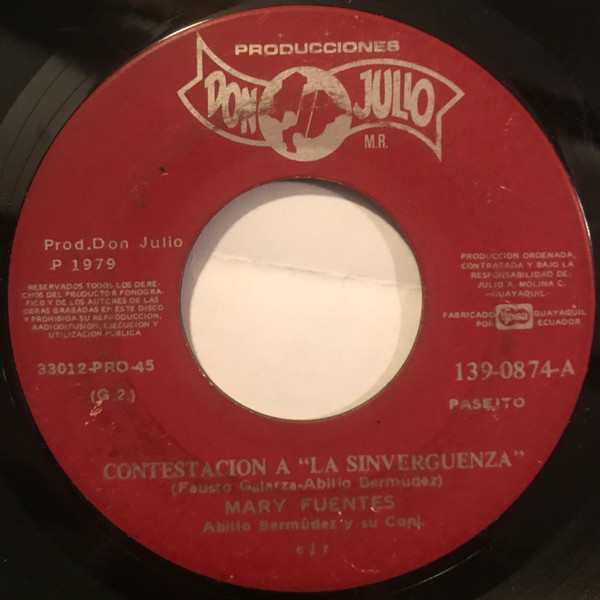 PRODUCCIONES
DON JULIO
M.R.
Prod.Don Julio
P 1979
RESERVADOS TODOS LOS DERE-
CHOS DEL PRODUCTOR FONOGRA-
FICO Y DE LOS AUTORES DE LAS
OBRAS GRABADAS EN ESTE DISCO
Y PROHIBIDA SU REPRODUCCION,
RADIODIFUSION, EJECUCION Y
UTILIZACION PUBLICA
33012-PRO-45
(G.2.)
PRODUCCION ORDENADA,
CONTRATADA Y BAJO LA
RESPONSABILIDAD DE
JULIO A. MOLINA C.
-GUAYAQUIL-
FABRICADO POR
GUAYAQUIL ECUADOR
139-0874-A
PASEITO
CONTESTACION A "LA SINVERGUENZA"
(Fausto Galarza-Abilio Bermúdez)
MARY FUENTES
Abilio Bermúdez y su Conj.
c j r